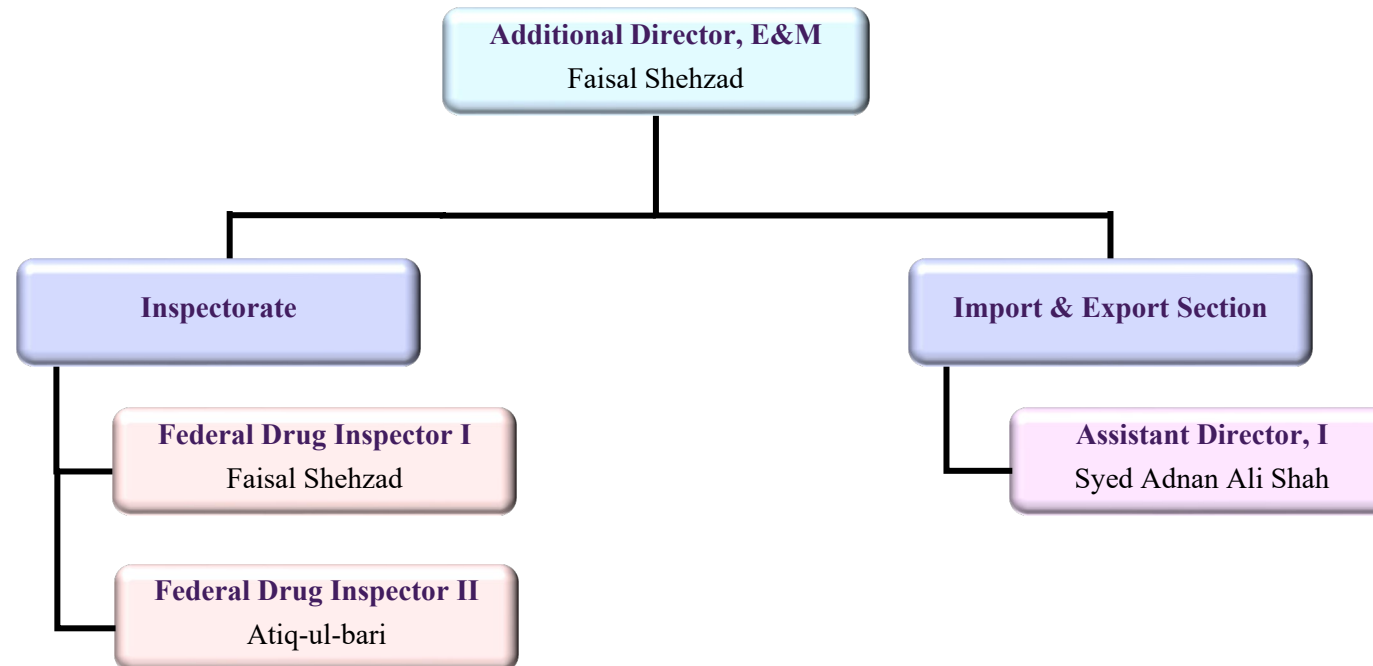 Additional Director, E&M
Faisal Shehzad
Inspectorate
Import & Export Section
Federal Drug Inspector I
Faisal Shehzad
Assistant Director, I
Syed Adnan Ali Shah
Federal Drug Inspector II
Atiq-ul-bari